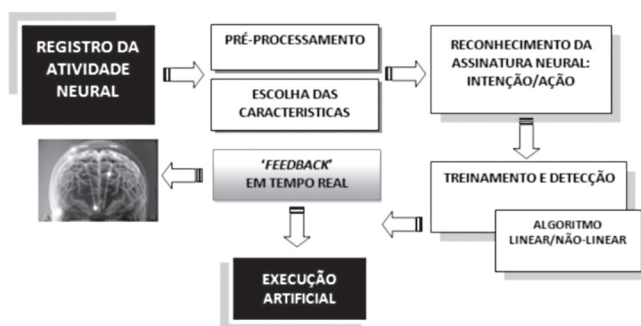 REGISTRO DA
ATIVIDADE
NEURAL
PRÉ-PROCESSAMENTO
ESCOLHA DAS
CARACTERISTICAS
RECONHECIMENTO DA
ASSINATURA NEURAL:
INTENÇÃO/AÇÃO
TREINAMENTO E DETECÇÃO
ALGORITMO
LINEAR/NÃO-LINEAR
'FEEDBACK'
EM TEMPO REAL
EXECUÇÃO
ARTIFICIAL